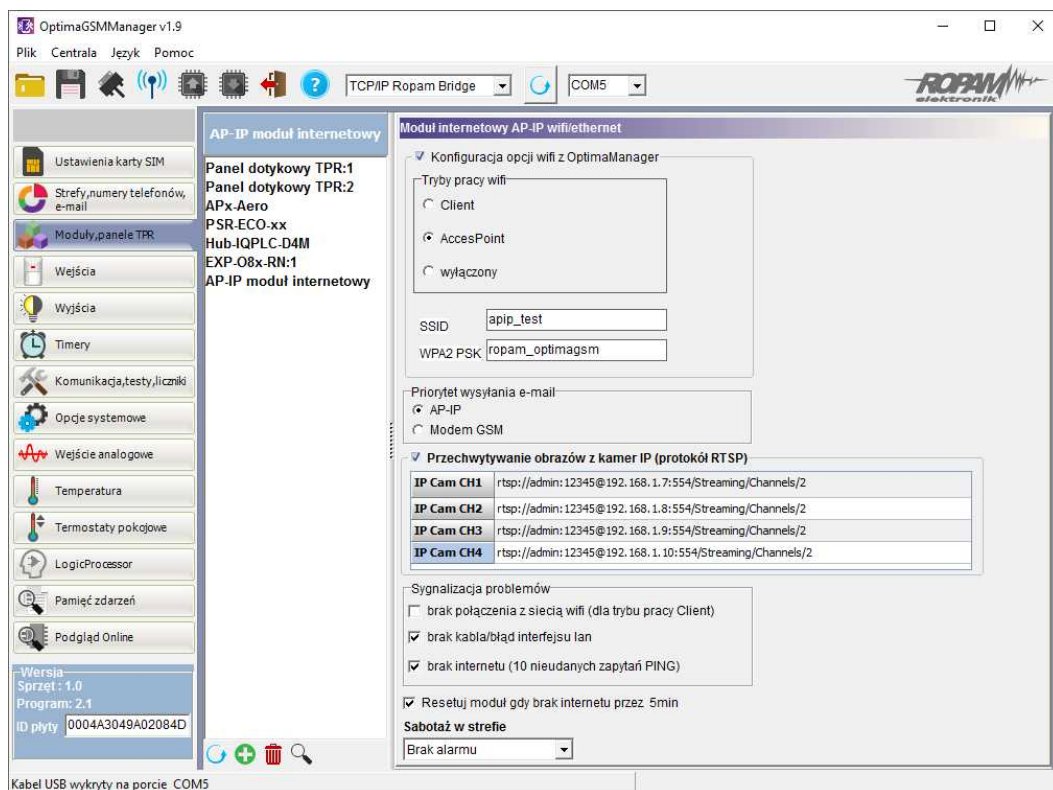 OptimaGSMManager v1.9
Plik Centrala Język Pomoc
TCP/IP Ropam Bridge
COM5
ROPAM
elektronik
Ustawienia karty SIM
Strefy,numery telefonów,
e-mail
Moduły,panele TPR
Wejścia
Wyjścia
Timery
Komunikacja,testy,liczniki
Opcje systemowe
Wejście analogowe
Temperatura
Termostaty pokojowe
LogicProcessor
Pamięć zdarzeń
Podgląd Online
Wersja
Sprzęt : 1.0
Program: 2.1
ID płyty 0004A3049A02084D
AP-IP moduł internetowy
Panel dotykowy TPR:1
Panel dotykowy TPR:2
APx-Aero
PSR-ECO-xx
Hub-IQPLC-D4M
EXP-O8x-RN:1
AP-IP moduł internetowy
Moduł internetowy AP-IP wifi/ethernet
Konfiguracja opcji wifi z OptimaManager
Tryby pracy wifi
Client
AccesPoint
wyłączony
SSID apip_test
WPA2 PSK ropam_optimagsm
Priorytet wysyłania e-mail
AP-IP
Modem GSM
Przechwytywanie obrazów z kamer IP (protokół RTSP)
IP Cam CH1 rtsp://admin:12345@192.168.1.7:554/Streaming/Channels/2
IP Cam CH2 rtsp://admin:12345@192.168.1.8:554/Streaming/Channels/2
IP Cam CH3 rtsp://admin:12345@192.168.1.9:554/Streaming/Channels/2
IP Cam CH4 rtsp://admin:12345@192.168.1.10:554/Streaming/Channels/2
Sygnalizacja problemów
brak połączenia z siecią wifi (dla trybu pracy Client)
brak kabla/błąd interfejsu lan
brak internetu (10 nieudanych zapytań PING)
Resetuj moduł gdy brak internetu przez 5min
Sabotaż w strefie
Brak alarmu
Kabel USB wykryty na porcie COM5